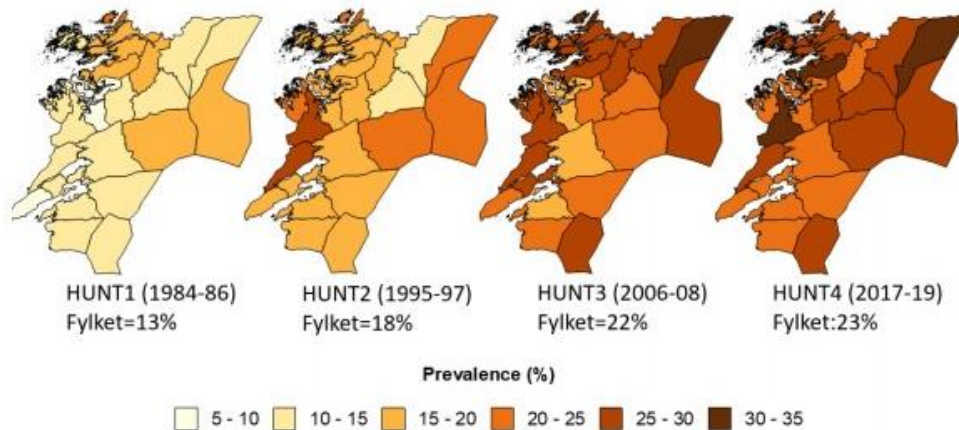 HUNT1 (1984-86)
Fylket=13%
HUNT2 (1995-97)
Fylket=18%
HUNT3 (2006-08)
Fylket=22%
HUNT4 (2017-19)
Fylket:23%
Prevalence (%)
5 - 10
10 - 15
15 - 20
20 - 25
25 - 30
30 - 35